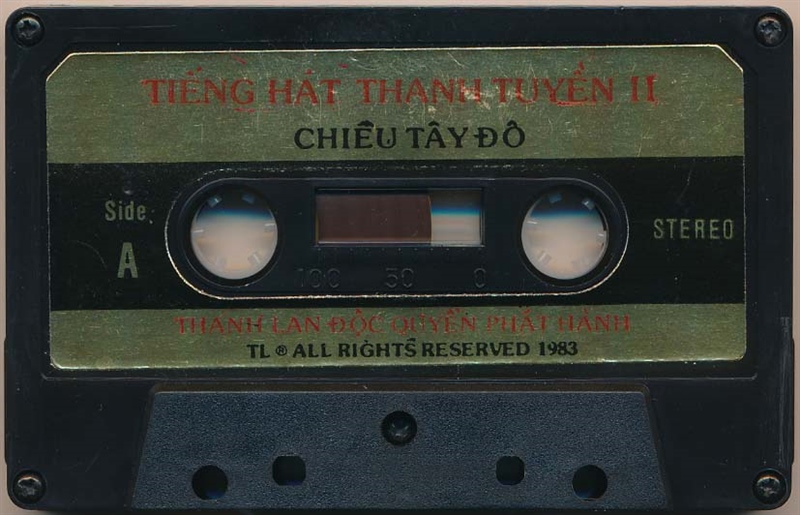 TIẾNG HÁT THANH TUYỀN II
CHIỀU TÂY ĐÔ
Side
A
STEREO
100 50 0
THANH LAN ĐỘC QUYỀN PHÁT HÀNH
TL ® ALL RIGHTS RESERVED 1983